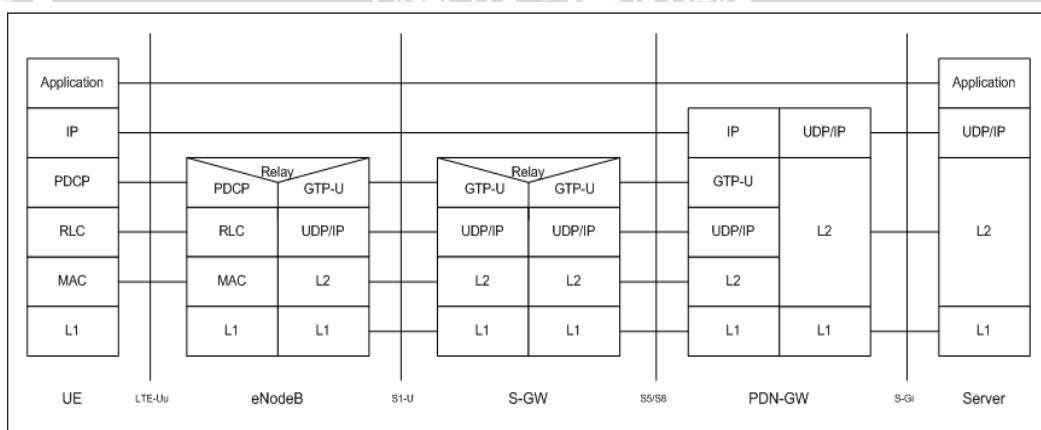 Application Application
IP IP UDP/IP UDP/IP
Relay Relay
PDCP PDCP GTP-U GTP-U GTP-U GTP-U
RLC RLC UDP/IP UDP/IP UDP/IP UDP/IP L2 L2
MAC MAC L2 L2 L2 L2
L1 L1 L1 L1 L1 L1 L1 L1
UE LTE-Uu eNodeB S1-U S-GW S5/S8 PDN-GW S-Gi Server